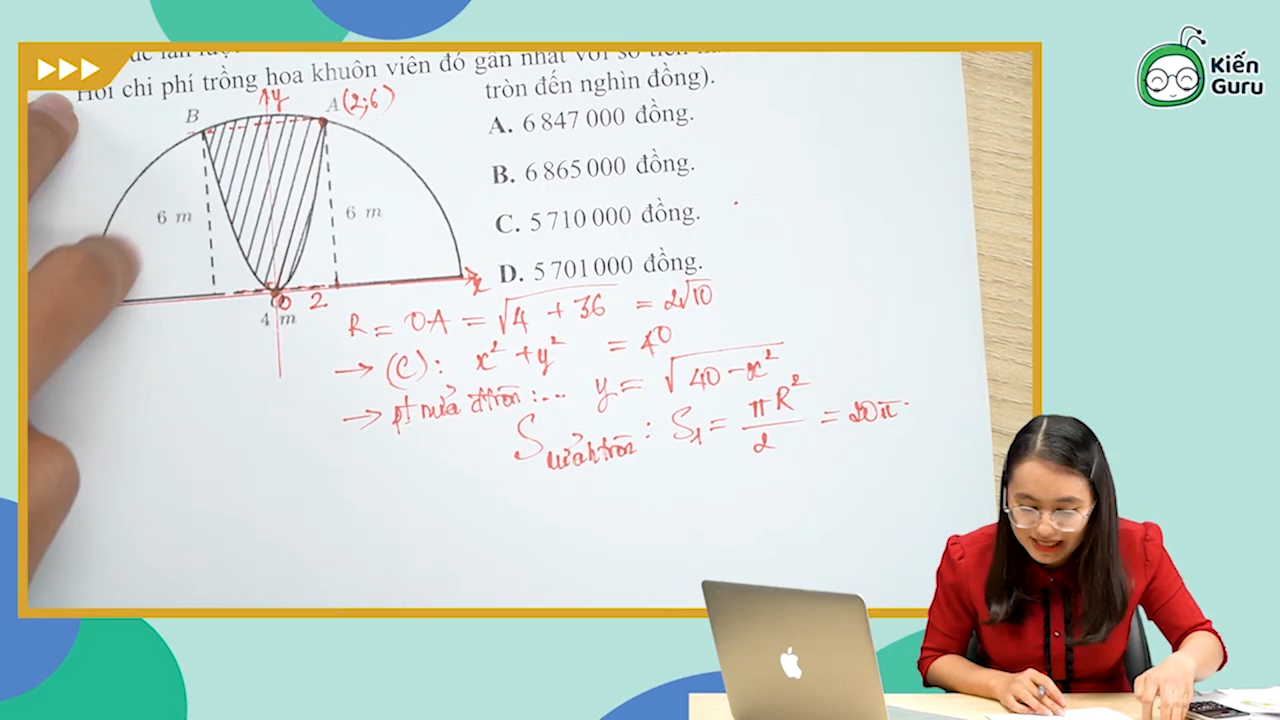 Hỏi chi phí trồng hoa khuôn viên đó gần nhất với số tiền
tròn đến nghìn đồng).
A. 6 847 000 đồng.
B. 6 865 000 đồng.
C. 5 710 000 đồng.
D. 5 701 000 đồng.
y
B
A(2;6)
6 m
6 m
x
O 2
4 m
R = OA = √4 + 36 = 2√10
→ (C): x² + y² = 40
→ pt nửa đ tròn :... y = √40 - x²
S nửa h tròn : S₁ = πR²/2 = 20π
Kiến
Guru